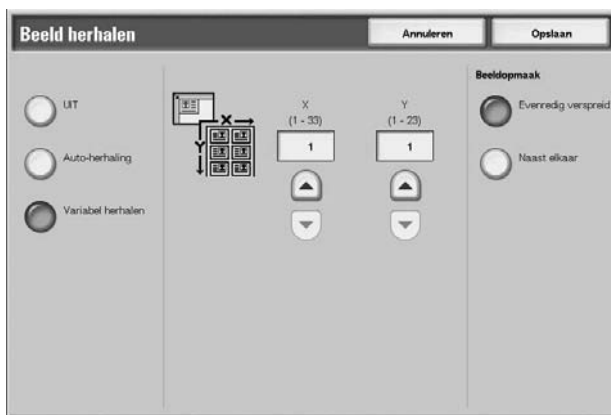 Beeld herhalen
Annuleren
Opslaan
UIT
Auto-herhaling
Variabel herhalen
X
Y
X
(1 - 33)
1
Y
(1 - 23)
1
Beeldopmaak
Evenredig verspreid
Naast elkaar